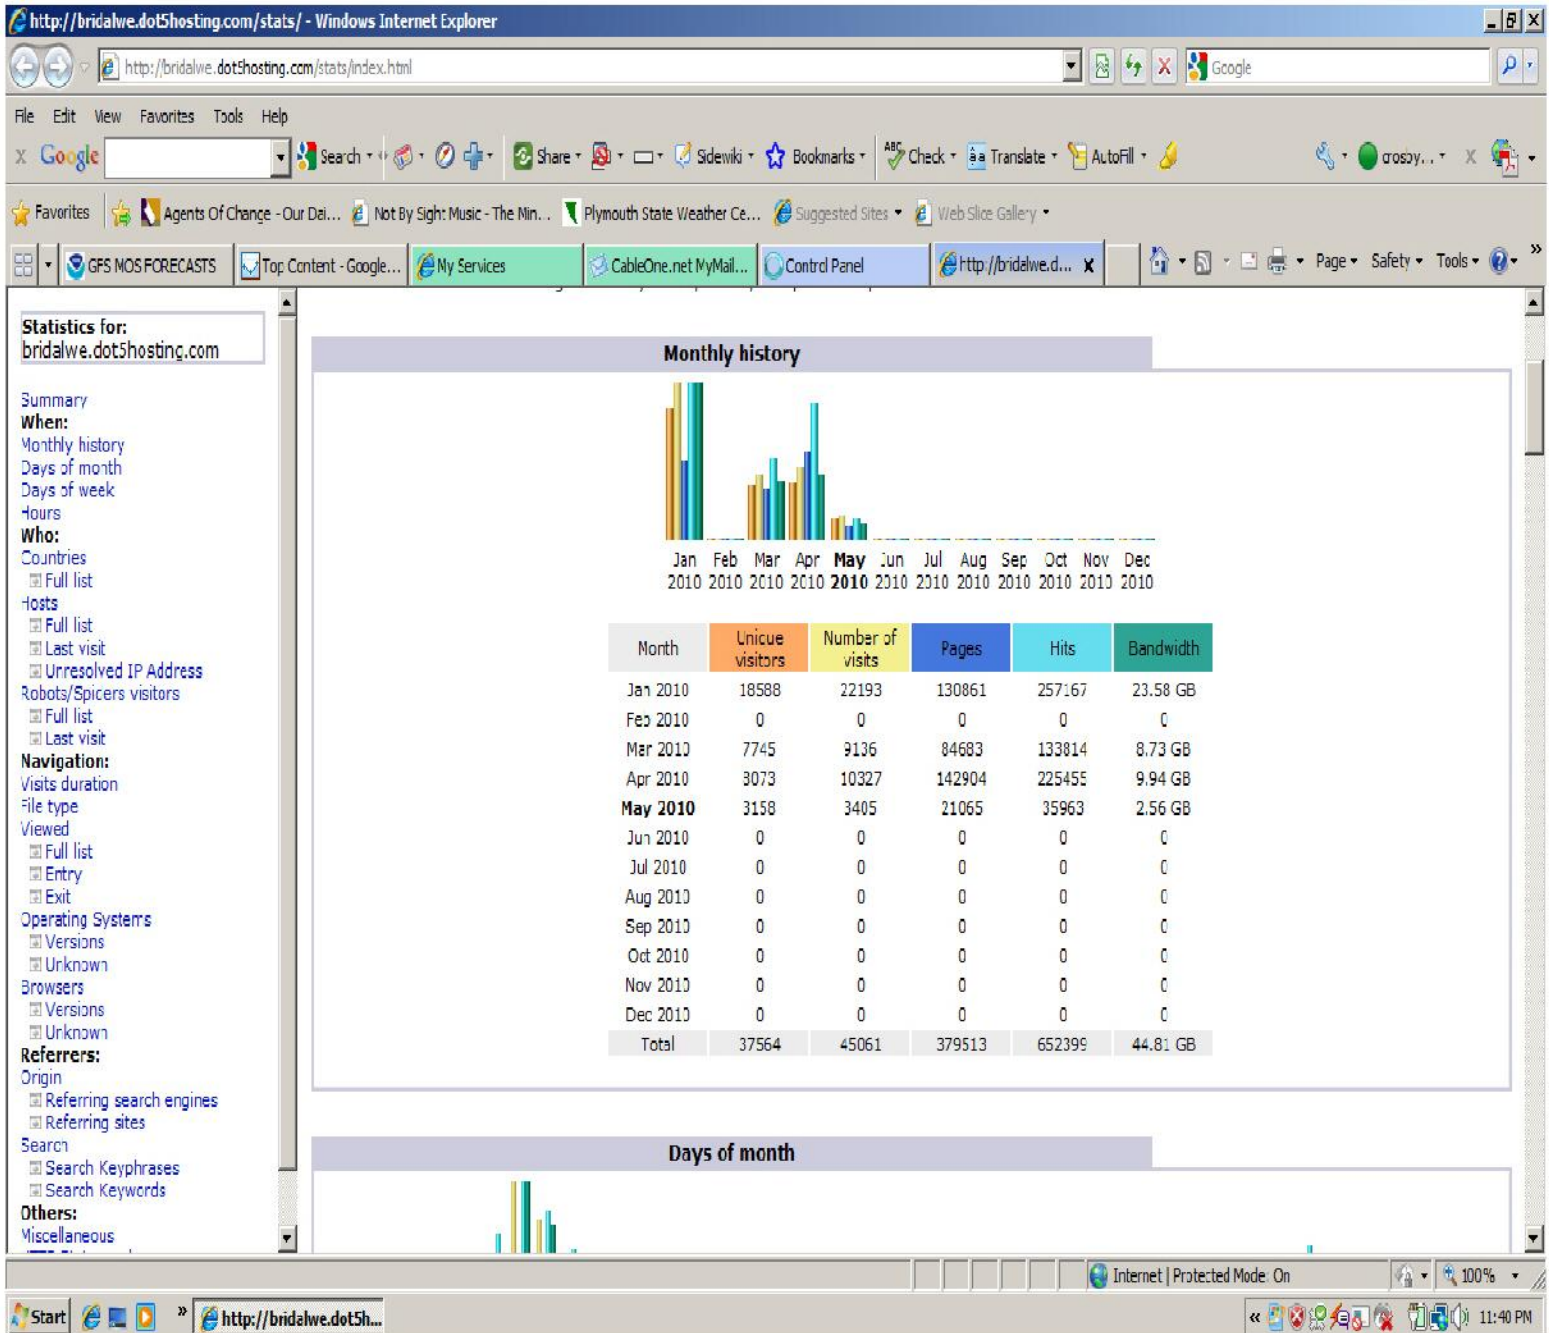 http://bridalwe.dot5hosting.com/stats/ - Windows Internet Explorer
http://bridalwe.dot5hosting.com/stats/index.html
Google
File Edit View Favorites Tools Help
x Google Search Share Sidewiki Bookmarks ABC Check Translate AutoFill crosby... x
Favorites Agents Of Change - Our Dai... Not By Sight Music - The Min... Plymouth State Weather Ce... Suggested Sites Web Slice Gallery
GFS MOS FORECASTS Top Content - Google... My Services CableOne.net MyMail... Control Panel http://bridalwe.d... x Page Safety Tools »
Statistics for:
bridalwe.dot5hosting.com
Summary
When:
Monthly history
Days of month
Days of week
Hours
Who:
Countries
Full list
Hosts
Full list
Last visit
Unresolved IP Address
Robots/Spiders visitors
Full list
Last visit
Navigation:
Visits duration
File type
Viewed
Full list
Entry
Exit
Operating Systems
Versions
Unknown
Browsers
Versions
Unknown
Referrers:
Origin
Referring search engines
Referring sites
Search
Search Keyphrases
Search Keywords
Others:
Miscellaneous
Monthly history
Jan Feb Mar Apr May Jun Jul Aug Sep Oct Nov Dec
2010 2010 2010 2010 2010 2010 2010 2010 2010 2010 2010 2010
Month Unique visitors Number of visits Pages Hits Bandwidth
Jan 2010 18588 22193 130861 257167 23.58 GB
Feb 2010 0 0 0 0 0
Mar 2010 7745 9136 84683 133814 8.73 GB
Apr 2010 8073 10327 142904 225455 9.94 GB
May 2010 3158 3405 21065 35963 2.56 GB
Jun 2010 0 0 0 0 0
Jul 2010 0 0 0 0 0
Aug 2010 0 0 0 0 0
Sep 2010 0 0 0 0 0
Oct 2010 0 0 0 0 0
Nov 2010 0 0 0 0 0
Dec 2010 0 0 0 0 0
Total 37564 45061 379513 652399 44.81 GB
Days of month
Internet | Protected Mode: On 100%
Start » http://bridalwe.dot5h... « 11:40 PM